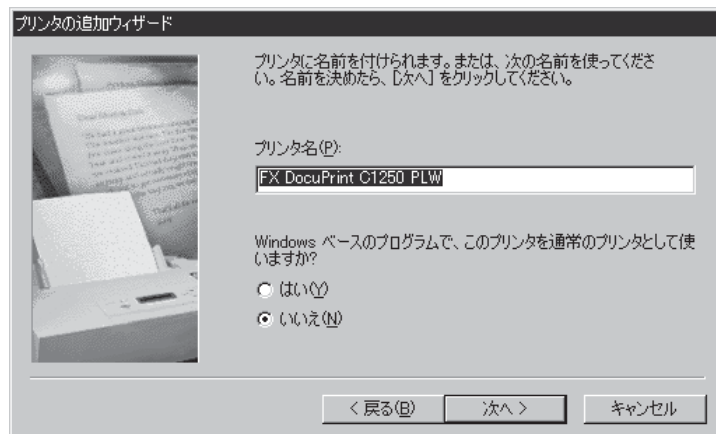 プリンタの追加ウィザード
プリンタに名前を付けられます。または、次の名前を使ってくださ
い。名前を決めたら、[次へ] をクリックしてください。
プリンタ名(P):
FX DocuPrint C1250 PLW
Windows ベースのプログラムで、このプリンタを通常のプリンタとして使
いますか?
はい(Y)
いいえ(N)
< 戻る(B)
次へ >
キャンセル